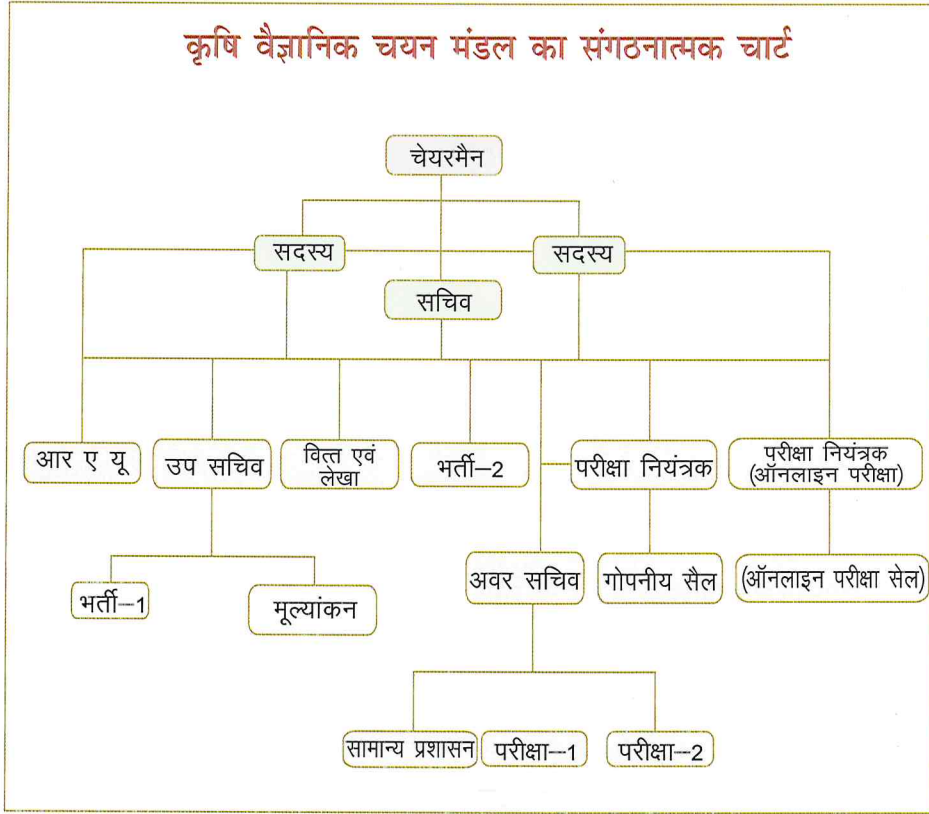 कृषि वैज्ञानिक चयन मंडल का संगठनात्मक चार्ट
चेयरमैन
सदस्य
सदस्य
सचिव
आर ए यू
उप सचिव
वित्त एवं
लेखा
भर्ती–2
परीक्षा नियंत्रक
परीक्षा नियंत्रक
(ऑनलाइन परीक्षा)
भर्ती–1
मूल्यांकन
अवर सचिव
गोपनीय सैल
(ऑनलाइन परीक्षा सेल)
सामान्य प्रशासन
परीक्षा–1
परीक्षा–2